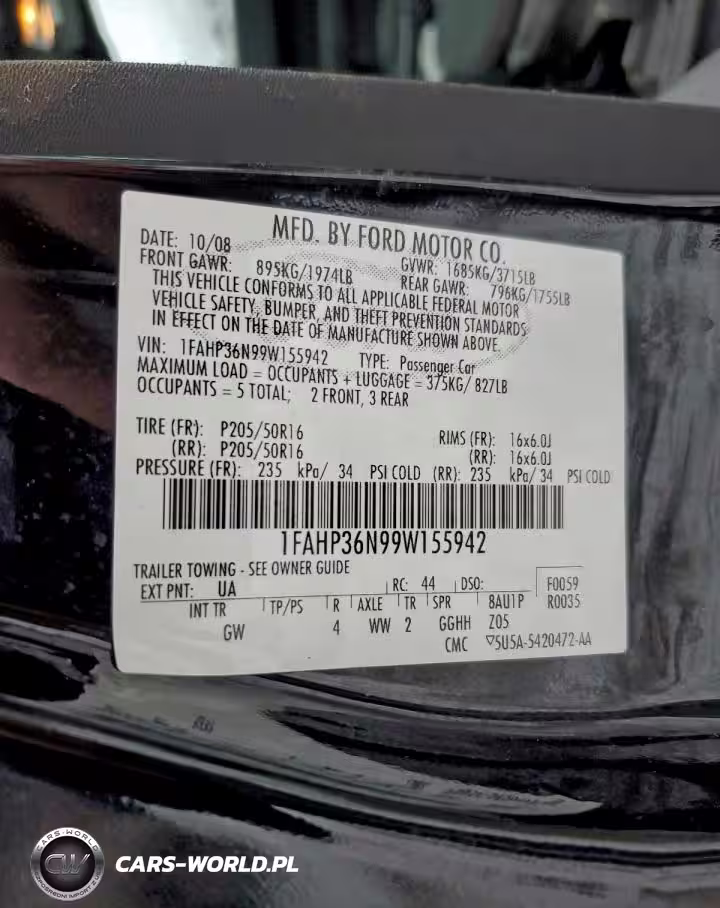 MFD. BY FORD MOTOR CO.
DATE: 10/08
GVWR: 1685KG/3715LB
FRONT GAWR: 895KG/1974LB
REAR GAWR: 796KG/1755LB
THIS VEHICLE CONFORMS TO ALL APPLICABLE FEDERAL MOTOR
VEHICLE SAFETY, BUMPER, AND THEFT PREVENTION STANDARDS
IN EFFECT ON THE DATE OF MANUFACTURE SHOWN ABOVE.
VIN: 1FAHP36N99W155942 TYPE: Passenger Car
MAXIMUM LOAD = OCCUPANTS + LUGGAGE = 375KG/ 827LB
OCCUPANTS = 5 TOTAL; 2 FRONT, 3 REAR
TIRE (FR): P205/50R16 RIMS (FR): 16x6.0J
(RR): P205/50R16 (RR): 16x6.0J
PRESSURE (FR): 235 kPa/ 34 PSI COLD (RR): 235 kPa/ 34 PSI COLD
1FAHP36N99W155942
TRAILER TOWING - SEE OWNER GUIDE
EXT PNT: UA RC: 44 DSO: F0059
INT TR TP/PS R AXLE TR SPR 8AU1P R0035
GW 4 WW 2 GGHH Z05
CMC ▽5U5A-5420472-AA
CARS-WORLD
CW
CARS-WORLD.PL